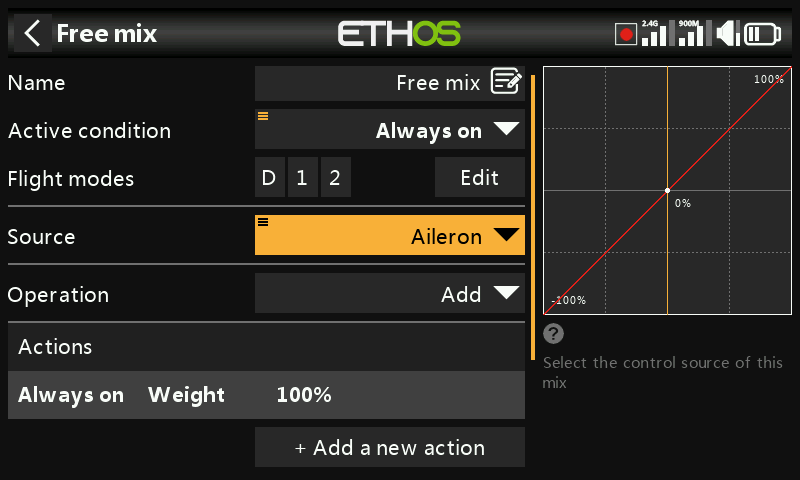 Free mix
ETHOS
2.4G
900M
Name
Free mix
Active condition
Always on
Flight modes
D 1 2
Edit
Source
Aileron
Operation
Add
Actions
Always on Weight 100%
+ Add a new action
100%
0%
-100%
?
Select the control source of this
mix